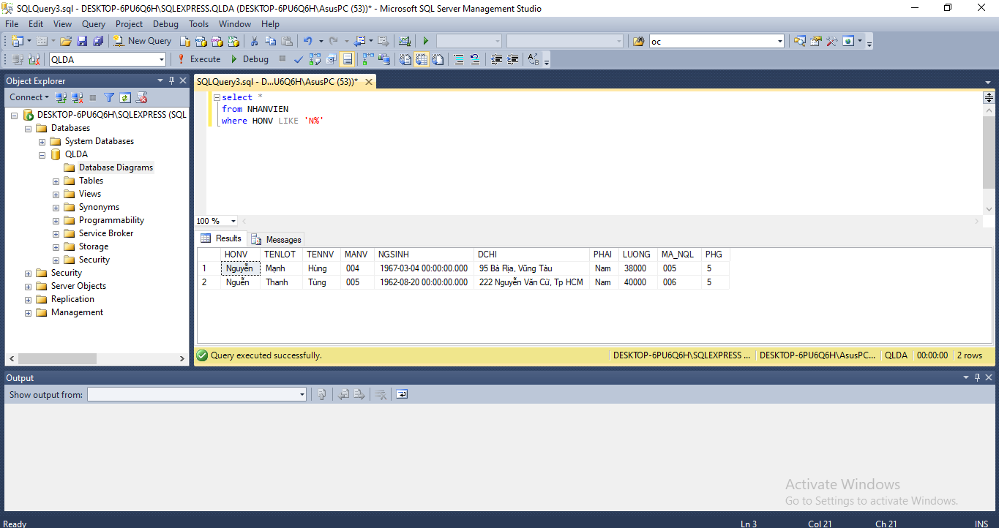 SQLQuery3.sql - DESKTOP-6PU6Q6H\SQLEXPRESS.QLDA (DESKTOP-6PU6Q6H\AsusPC (53))* - Microsoft SQL Server Management Studio
File Edit View Query Project Debug Tools Window Help
New Query oc
QLDA Execute Debug
Object Explorer
Connect
DESKTOP-6PU6Q6H\SQLEXPRESS (SQL
Databases
System Databases
QLDA
Database Diagrams
Tables
Views
Synonyms
Programmability
Service Broker
Storage
Security
Security
Server Objects
Replication
Management
SQLQuery3.sql - D...U6Q6H\AsusPC (53))*
select *
from NHANVIEN
where HONV LIKE 'N%'
100 %
Results Messages
HONV TENLOT TENNV MANV NGSINH DCHI PHAI LUONG MA_NQL PHG
1 Nguyễn Mạnh Hùng 004 1967-03-04 00:00:00.000 95 Bà Rịa, Vũng Tàu Nam 38000 005 5
2 Nguễn Thanh Tùng 005 1962-08-20 00:00:00.000 222 Nguyễn Văn Cừ, Tp HCM Nam 40000 006 5
Query executed successfully. DESKTOP-6PU6Q6H\SQLEXPRESS ... DESKTOP-6PU6Q6H\AsusPC... QLDA 00:00:00 2 rows
Output
Show output from:
Activate Windows
Go to Settings to activate Windows.
Ready Ln 3 Col 21 Ch 21 INS